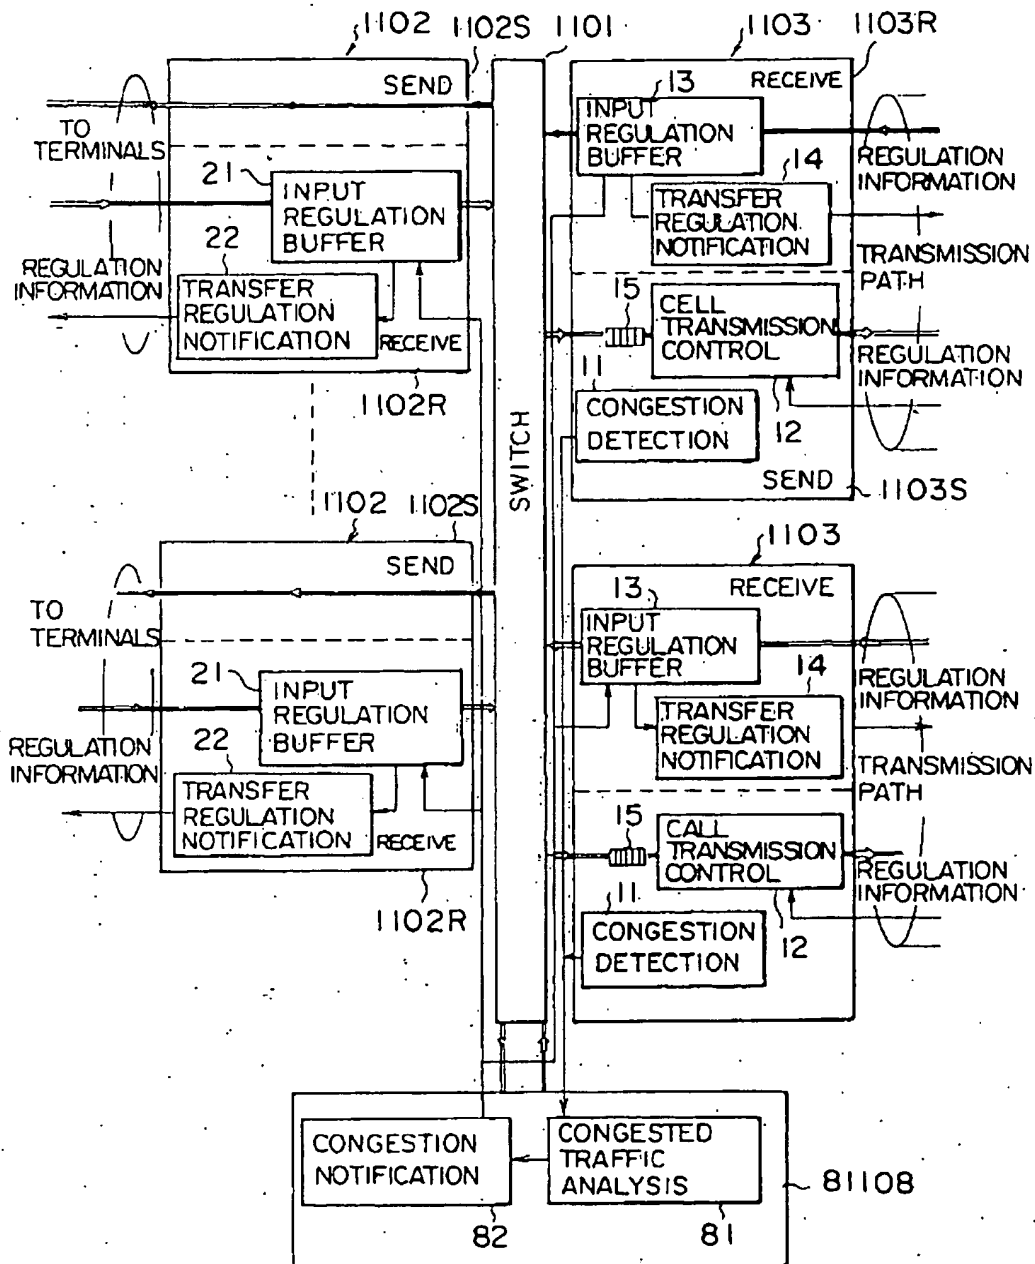 1102
1102S
1101
1103
1103R
SEND
RECEIVE
13
INPUT
REGULATION
BUFFER
TO
TERMINALS
REGULATION
INFORMATION
21
INPUT
REGULATION
BUFFER
14
TRANSFER
REGULATION
NOTIFICATION
22
REGULATION
INFORMATION
TRANSFER
REGULATION
NOTIFICATION
RECEIVE
1102R
TRANSMISSION
PATH
15
CELL
TRANSMISSION
CONTROL
REGULATION
INFORMATION
11
CONGESTION
DETECTION
12
SEND
1103S
SWITCH
1102
1102S
1103
SEND
RECEIVE
13
INPUT
REGULATION
BUFFER
TO
TERMINALS
REGULATION
INFORMATION
21
INPUT
REGULATION
BUFFER
14
TRANSFER
REGULATION
NOTIFICATION
22
REGULATION
INFORMATION
TRANSFER
REGULATION
NOTIFICATION
RECEIVE
1102R
TRANSMISSION
PATH
15
CALL
TRANSMISSION
CONTROL
REGULATION
INFORMATION
11
CONGESTION
DETECTION
12
CONGESTION
NOTIFICATION
82
CONGESTED
TRAFFIC
ANALYSIS
81
81108